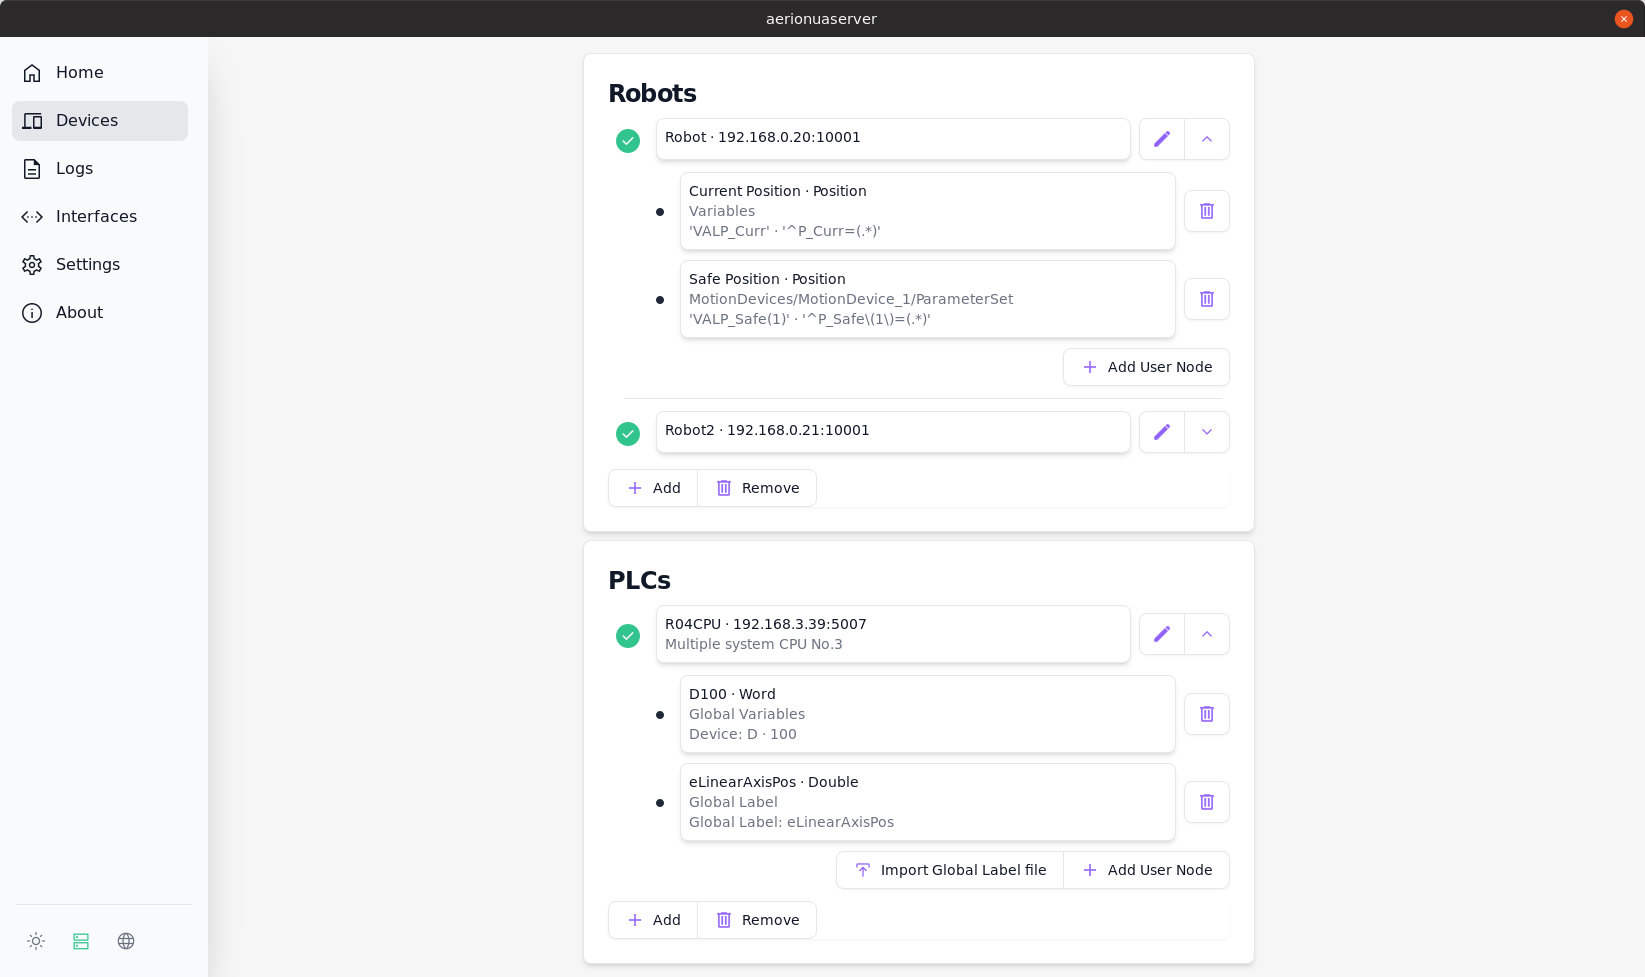 aerionuaserver
Home
Devices
Logs
Interfaces
Settings
About
Robots
Robot · 192.168.0.20:10001
Current Position · Position
Variables
'VALP_Curr' · '^P_Curr=(.*)'
Safe Position · Position
MotionDevices/MotionDevice_1/ParameterSet
'VALP_Safe(1)' · '^P_Safe\(1\)=(.*)'
Add User Node
Robot2 · 192.168.0.21:10001
Add Remove
PLCs
R04CPU · 192.168.3.39:5007
Multiple system CPU No.3
D100 · Word
Global Variables
Device: D · 100
eLinearAxisPos · Double
Global Label
Global Label: eLinearAxisPos
Import Global Label file Add User Node
Add Remove